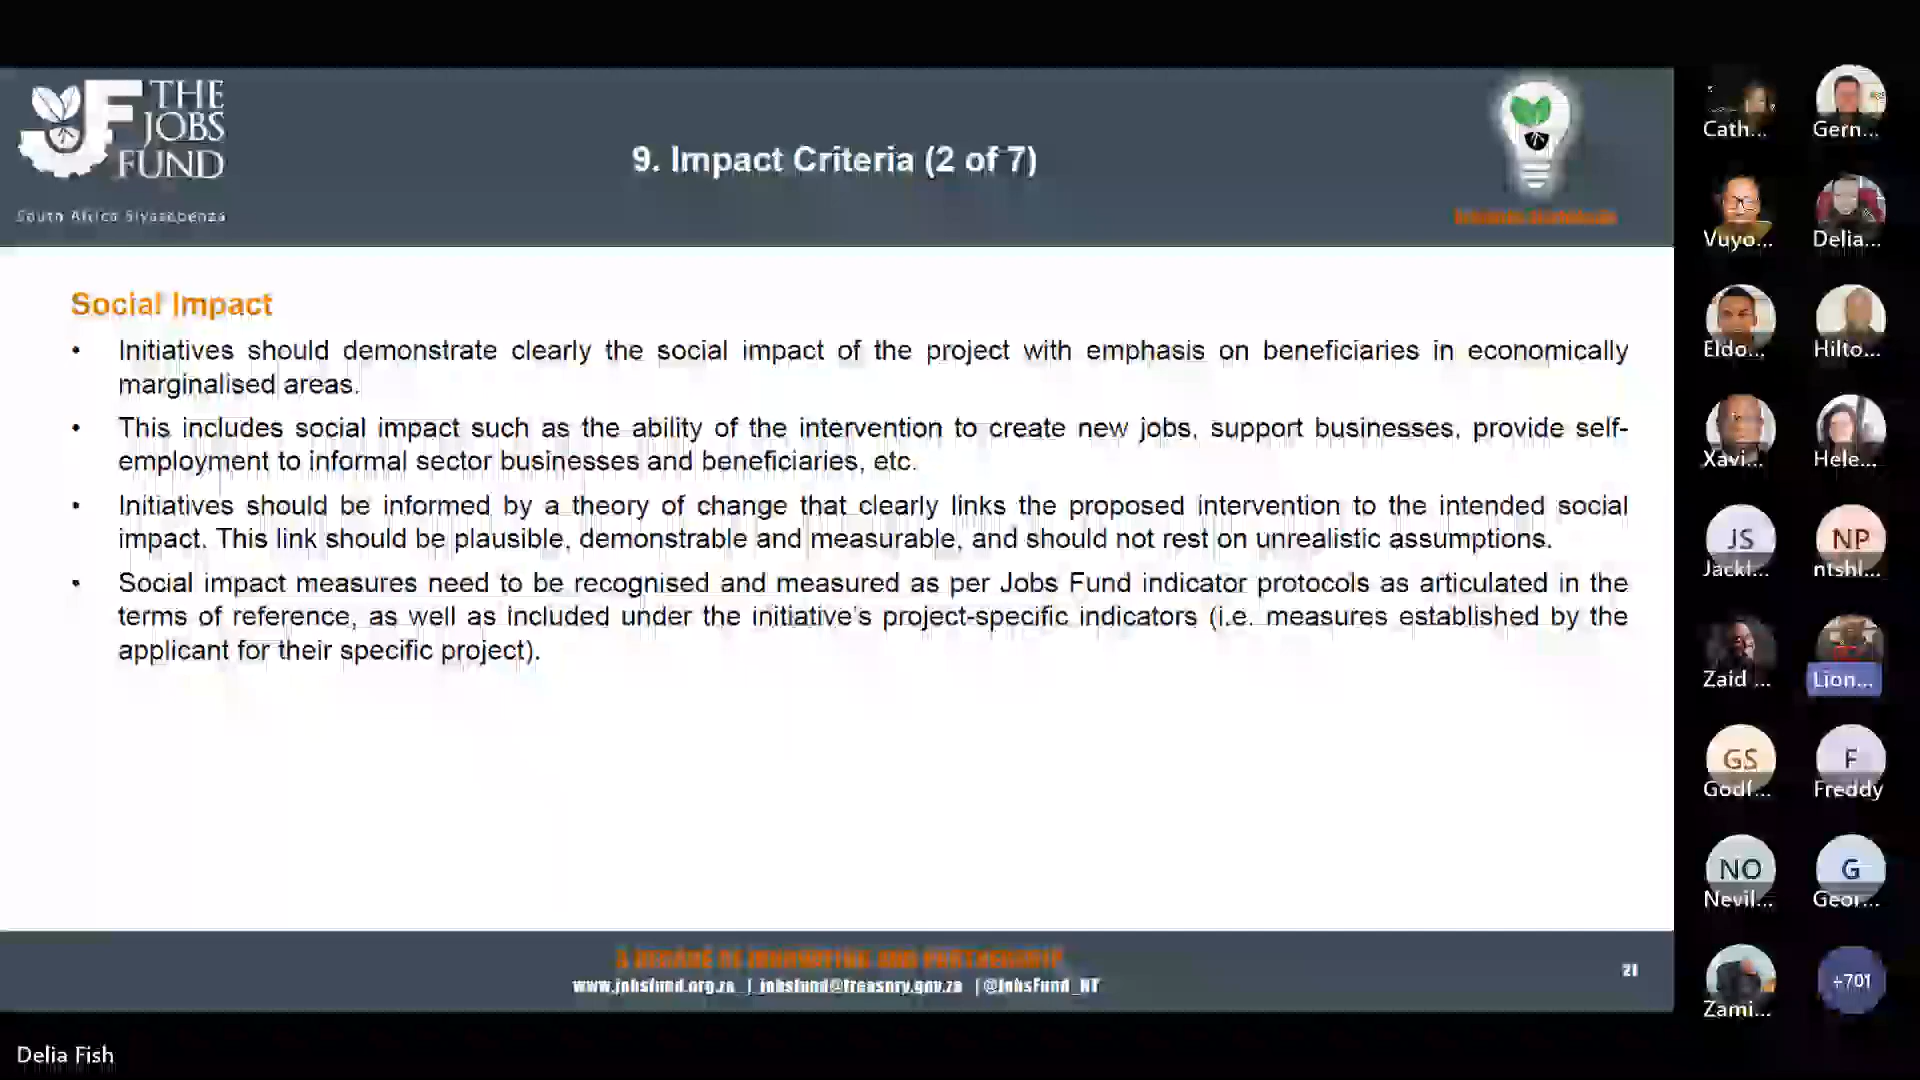 THE
JOBS
FUND
South Africa Siyasebenza
9. Impact Criteria (2 of 7)
Social Impact
• Initiatives should demonstrate clearly the social impact of the project with emphasis on beneficiaries in economically
marginalised areas.
• This includes social impact such as the ability of the intervention to create new jobs, support businesses, provide self-
employment to informal sector businesses and beneficiaries, etc.
• Initiatives should be informed by a theory of change that clearly links the proposed intervention to the intended social
impact. This link should be plausible, demonstrable and measurable, and should not rest on unrealistic assumptions.
• Social impact measures need to be recognised and measured as per Jobs Fund indicator protocols as articulated in the
terms of reference, as well as included under the initiative's project-specific indicators (i.e. measures established by the
applicant for their specific project).
A DECADE OF INNOVATION AND PARTNERSHIP
www.jobsfund.org.za | jobsfund@treasury.gov.za | @JobsFund_NT
21
Cath...
Gern...
Vuyo...
Delia...
Eldo...
Hilto...
Xavi...
Hele...
JS
NP
Jackl...
ntshl...
Zaid ...
Lion...
GS
F
Godf...
Freddy
NO
G
Nevil...
Geor...
+701
Zami...
Delia Fish